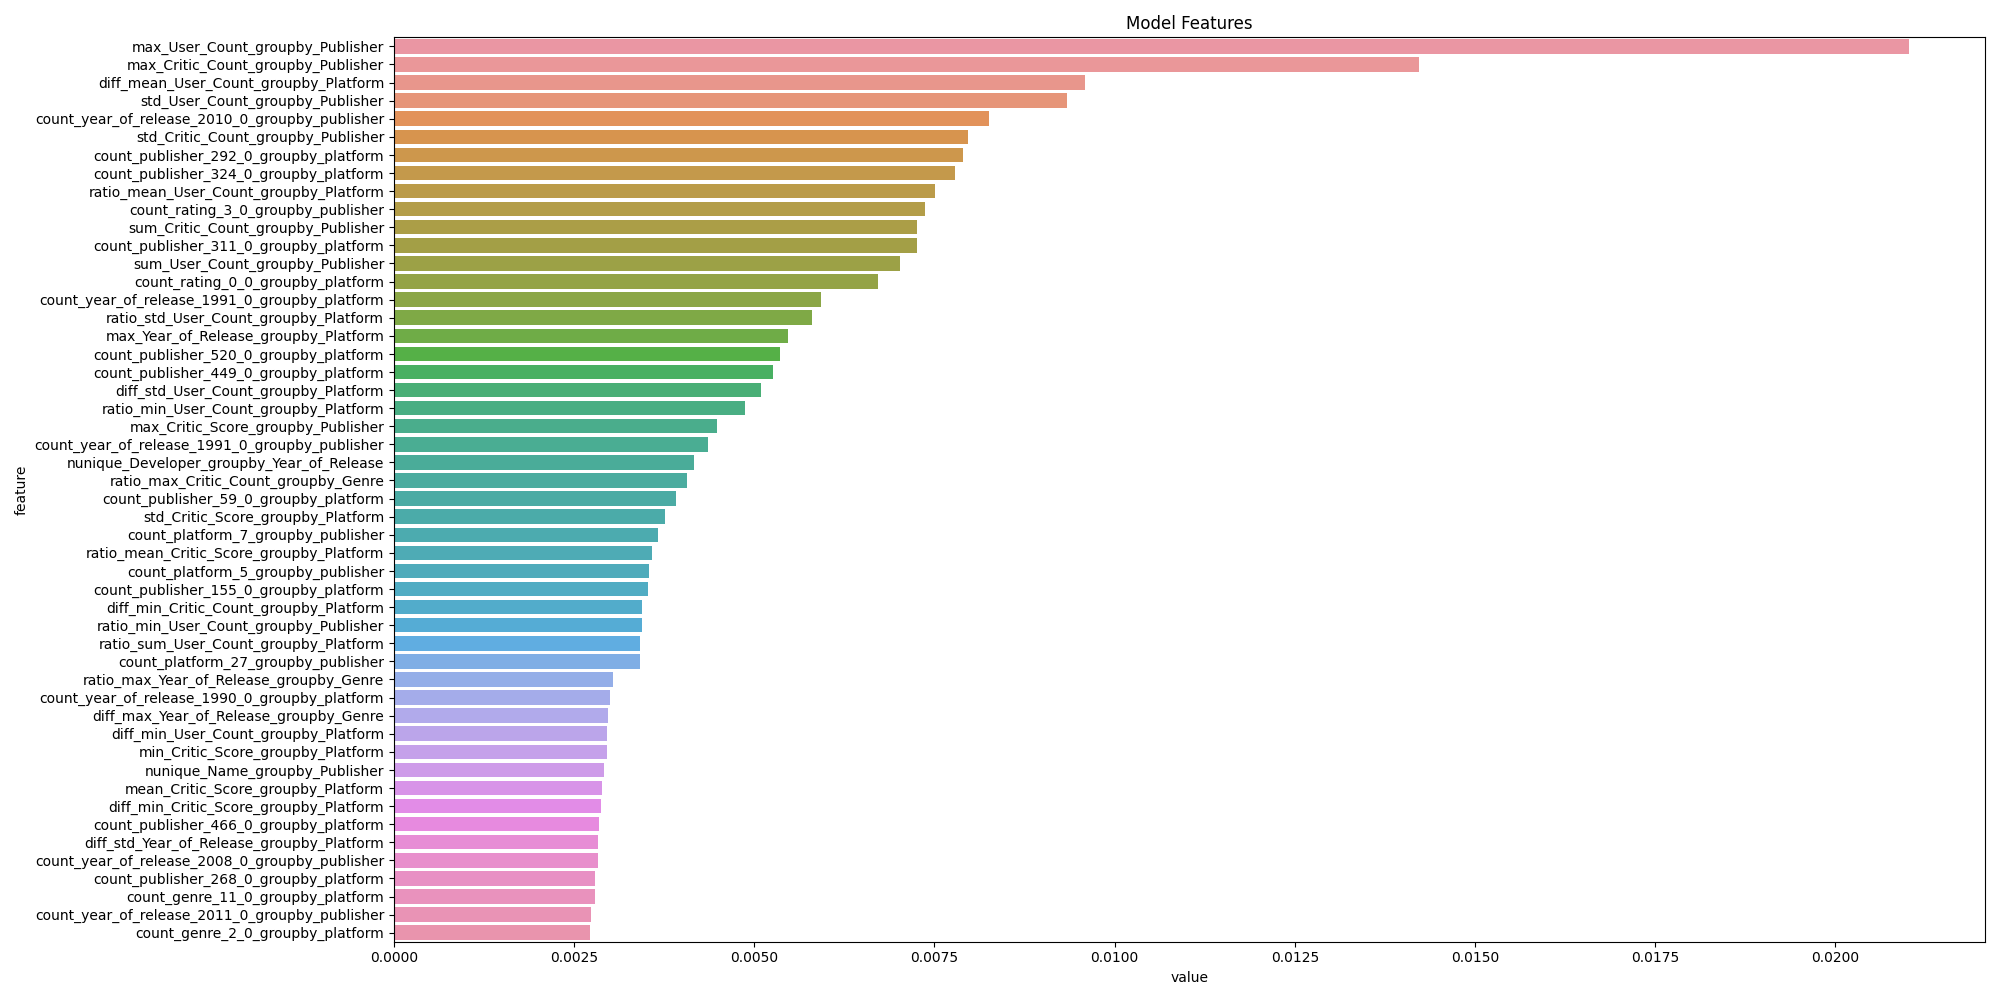 Model Features
max_User_Count_groupby_Publisher
max_Critic_Count_groupby_Publisher
diff_mean_User_Count_groupby_Platform
std_User_Count_groupby_Publisher
count_year_of_release_2010_0_groupby_publisher
std_Critic_Count_groupby_Publisher
count_publisher_292_0_groupby_platform
count_publisher_324_0_groupby_platform
ratio_mean_User_Count_groupby_Platform
count_rating_3_0_groupby_publisher
sum_Critic_Count_groupby_Publisher
count_publisher_311_0_groupby_platform
sum_User_Count_groupby_Publisher
count_rating_0_0_groupby_platform
count_year_of_release_1991_0_groupby_platform
ratio_std_User_Count_groupby_Platform
max_Year_of_Release_groupby_Platform
count_publisher_520_0_groupby_platform
count_publisher_449_0_groupby_platform
diff_std_User_Count_groupby_Platform
ratio_min_User_Count_groupby_Platform
max_Critic_Score_groupby_Publisher
count_year_of_release_1991_0_groupby_publisher
nunique_Developer_groupby_Year_of_Release
ratio_max_Critic_Count_groupby_Genre
count_publisher_59_0_groupby_platform
std_Critic_Score_groupby_Platform
count_platform_7_groupby_publisher
ratio_mean_Critic_Score_groupby_Platform
count_platform_5_groupby_publisher
count_publisher_155_0_groupby_platform
diff_min_Critic_Count_groupby_Platform
ratio_min_User_Count_groupby_Publisher
ratio_sum_User_Count_groupby_Platform
count_platform_27_groupby_publisher
ratio_max_Year_of_Release_groupby_Genre
count_year_of_release_1990_0_groupby_platform
diff_max_Year_of_Release_groupby_Genre
diff_min_User_Count_groupby_Platform
min_Critic_Score_groupby_Platform
nunique_Name_groupby_Publisher
mean_Critic_Score_groupby_Platform
diff_min_Critic_Score_groupby_Platform
count_publisher_466_0_groupby_platform
diff_std_Year_of_Release_groupby_Platform
count_year_of_release_2008_0_groupby_publisher
count_publisher_268_0_groupby_platform
count_genre_11_0_groupby_platform
count_year_of_release_2011_0_groupby_publisher
count_genre_2_0_groupby_platform
feature
0.0000 0.0025 0.0050 0.0075 0.0100 0.0125 0.0150 0.0175 0.0200
value